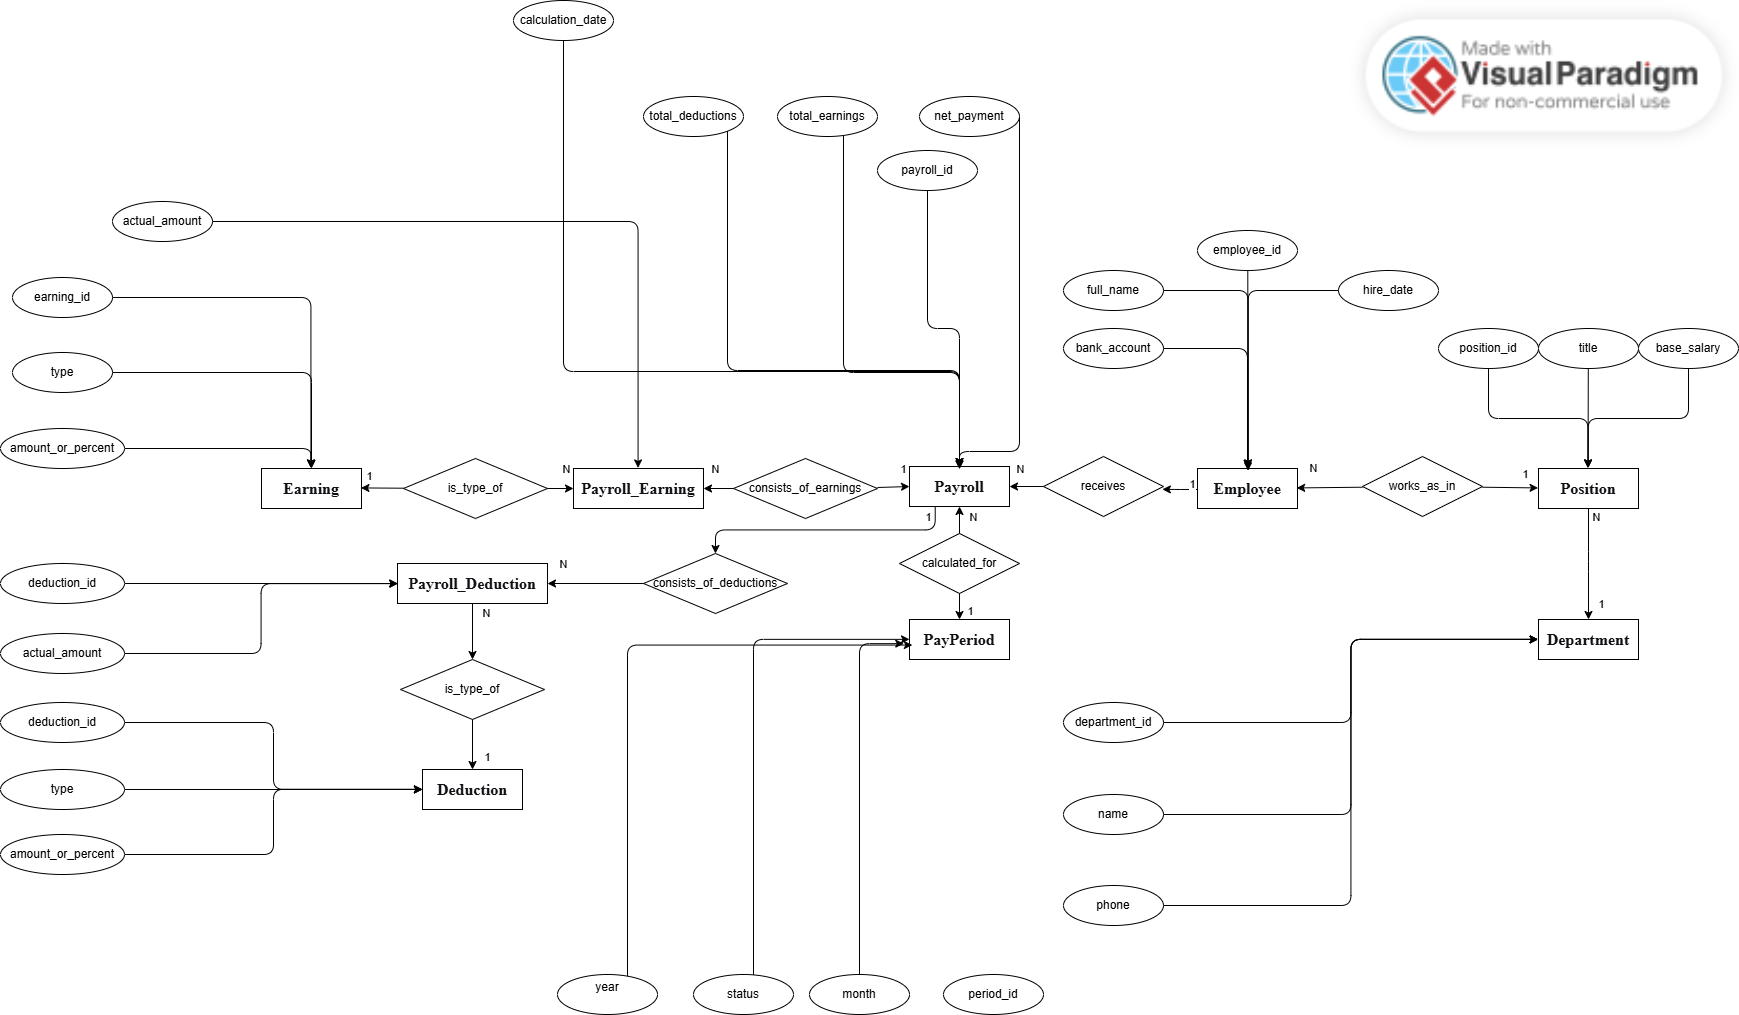 calculation_date
Made with
Visual Paradigm
For non-commercial use
total_deductions
total_earnings
net_payment
payroll_id
actual_amount
employee_id
earning_id
full_name
hire_date
bank_account
position_id
title
base_salary
type
amount_or_percent
1
N
N
1
N
N
1
Earning
is_type_of
Payroll_Earning
consists_of_earnings
Payroll
receives
1
Employee
works_as_in
Position
1
N
N
calculated_for
N
deduction_id
Payroll_Deduction
consists_of_deductions
N
1
1
actual_amount
PayPeriod
Department
is_type_of
deduction_id
department_id
1
type
Deduction
name
amount_or_percent
phone
year
status
month
period_id